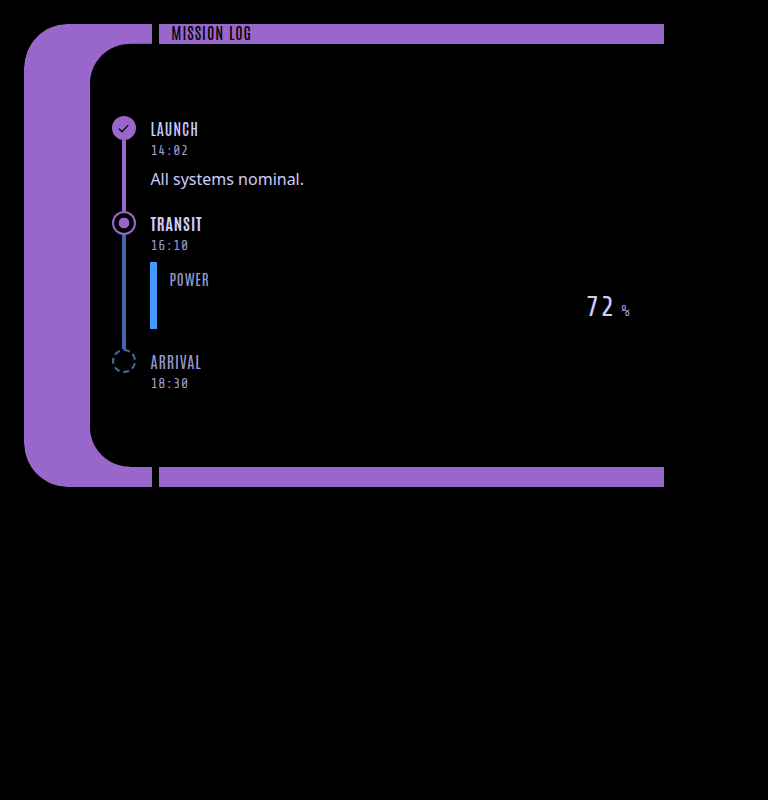 MISSION LOG
LAUNCH
14:02
All systems nominal.
TRANSIT
16:10
POWER
72 %
ARRIVAL
18:30